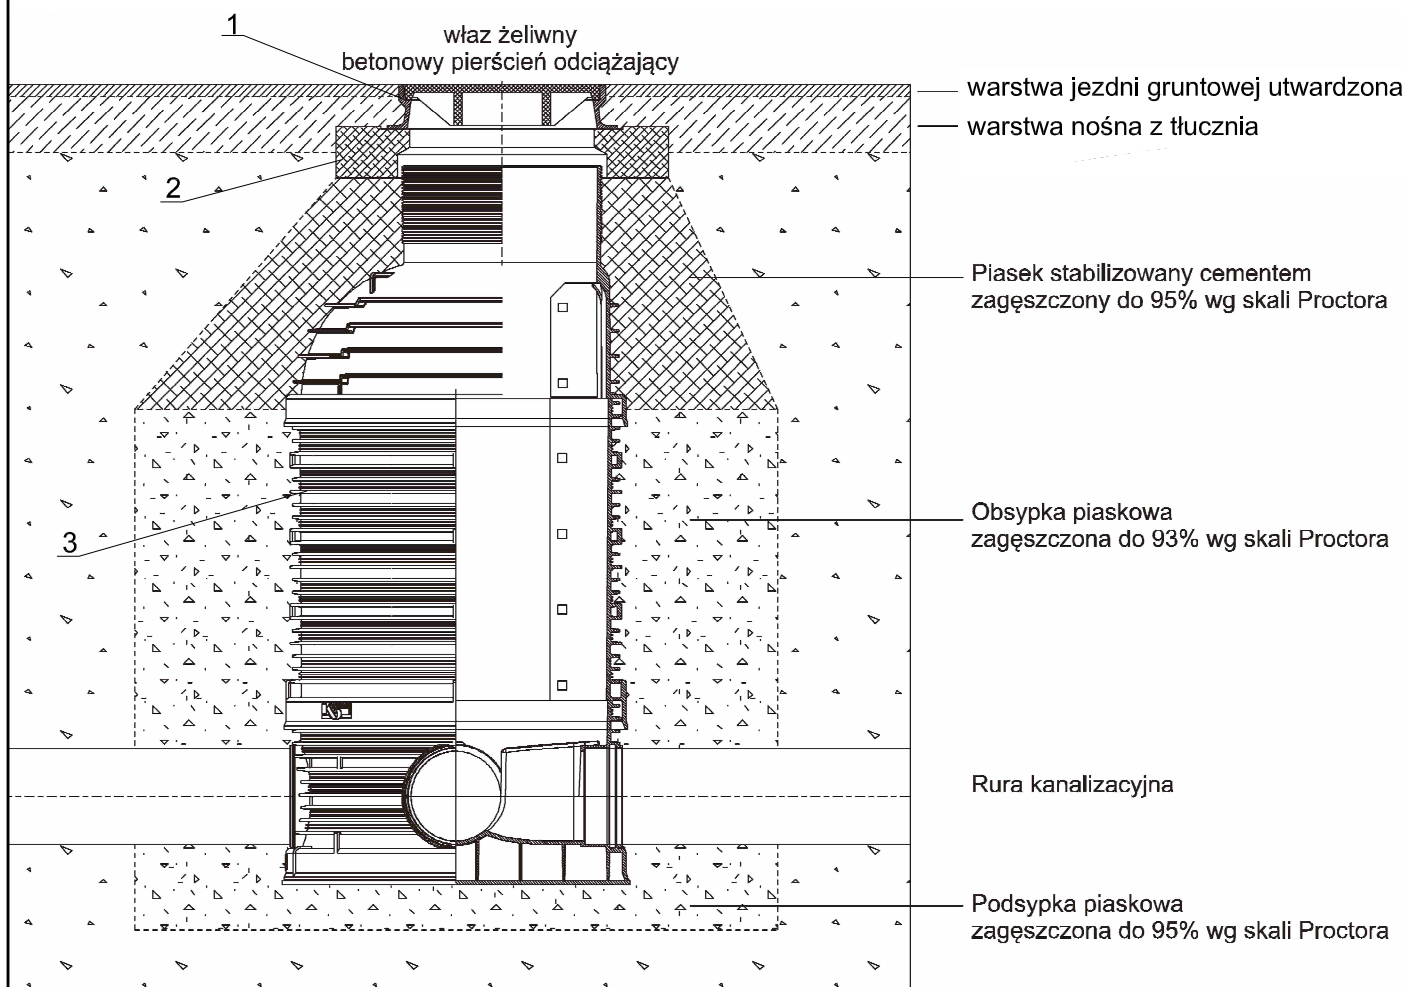 1
właz żeliwny
betonowy pierścień odciążający
warstwa jezdni gruntowej utwardzona
warstwa nośna z tłucznia
2
Piasek stabilizowany cementem
zagęszczony do 95% wg skali Proctora
3
Obsypka piaskowa
zagęszczona do 93% wg skali Proctora
Rura kanalizacyjna
Podsypka piaskowa
zagęszczona do 95% wg skali Proctora